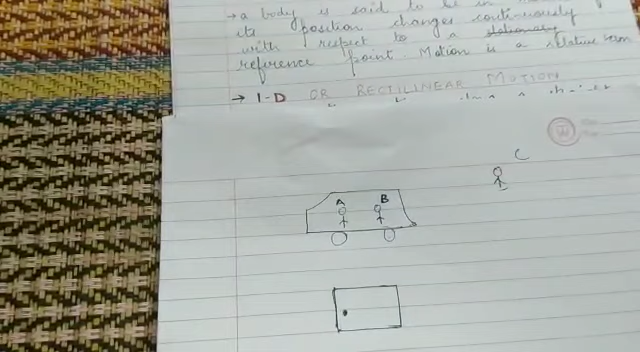 → a body is said to be in
its position changes continuously
with respect to a stationary
reference point. Motion is a relative term
→ 1-D OR RECTILINEAR MOTION
C
A B